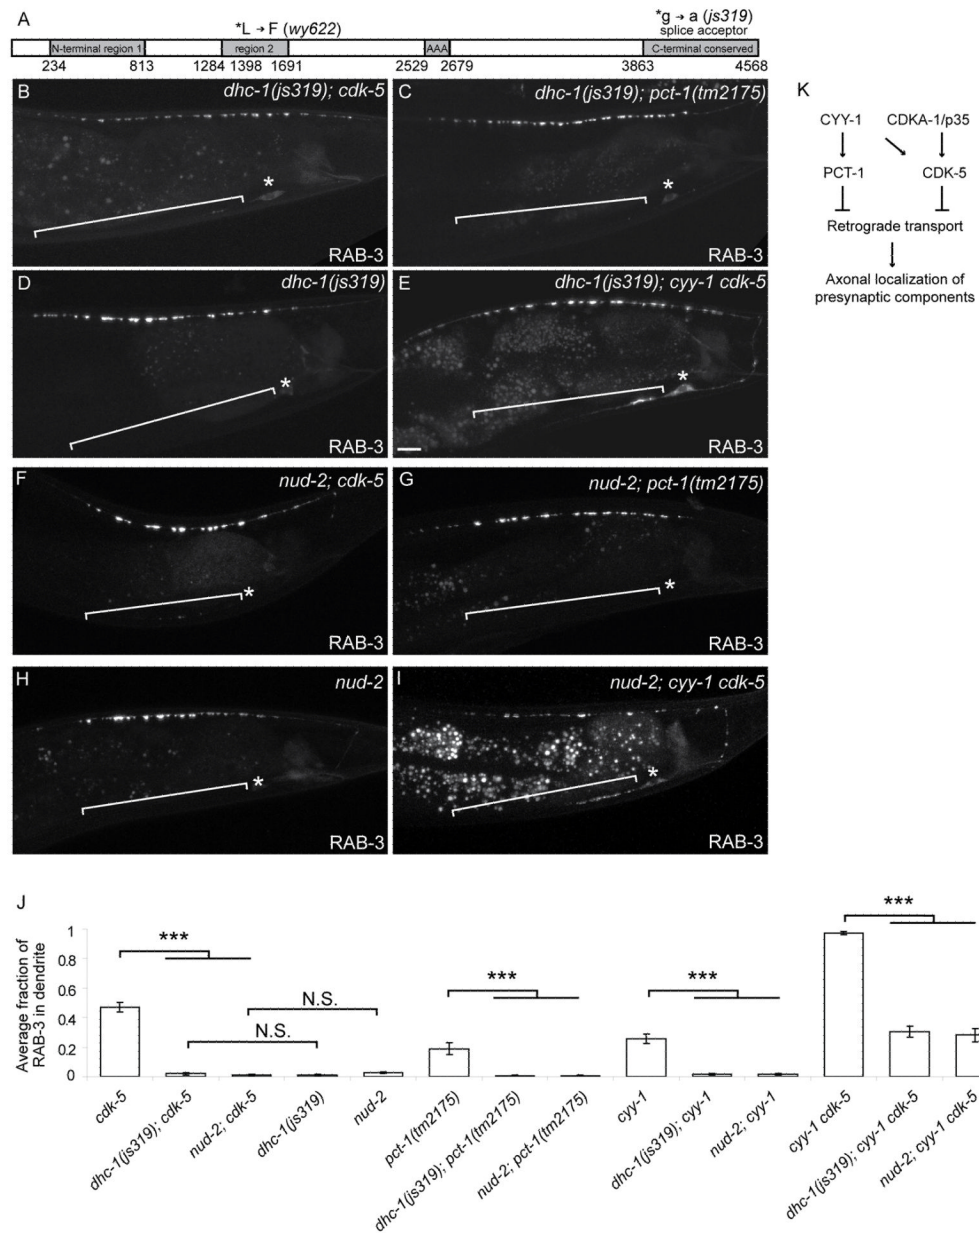 A
*L → F (wy622)
*g → a (js319)
splice acceptor
N-terminal region 1
region 2
AAA
C-terminal conserved
234 813 1284 1398 1691 2529 2679 3863 4568
B
dhc-1(js319); cdk-5
*
RAB-3
C
dhc-1(js319); pct-1(tm2175)
*
RAB-3
D
dhc-1(js319)
*
RAB-3
E
dhc-1(js319); cyy-1 cdk-5
*
RAB-3
F
nud-2; cdk-5
*
RAB-3
G
nud-2; pct-1(tm2175)
*
RAB-3
H
nud-2
*
RAB-3
I
nud-2; cyy-1 cdk-5
*
RAB-3
K
CYY-1 CDKA-1/p35
PCT-1 CDK-5
Retrograde transport
Axonal localization of
presynaptic components
J
Average fraction of
RAB-3 in dendrite
1
0.8
0.6
0.4
0.2
0
***
N.S.
N.S.
***
***
***
cdk-5
dhc-1(js319); cdk-5
nud-2; cdk-5
dhc-1(js319)
nud-2
pct-1(tm2175)
dhc-1(js319); pct-1(tm2175)
nud-2; pct-1(tm2175)
cyy-1
dhc-1(js319); cyy-1
nud-2; cyy-1
cyy-1 cdk-5
dhc-1(js319); cyy-1 cdk-5
nud-2; cyy-1 cdk-5